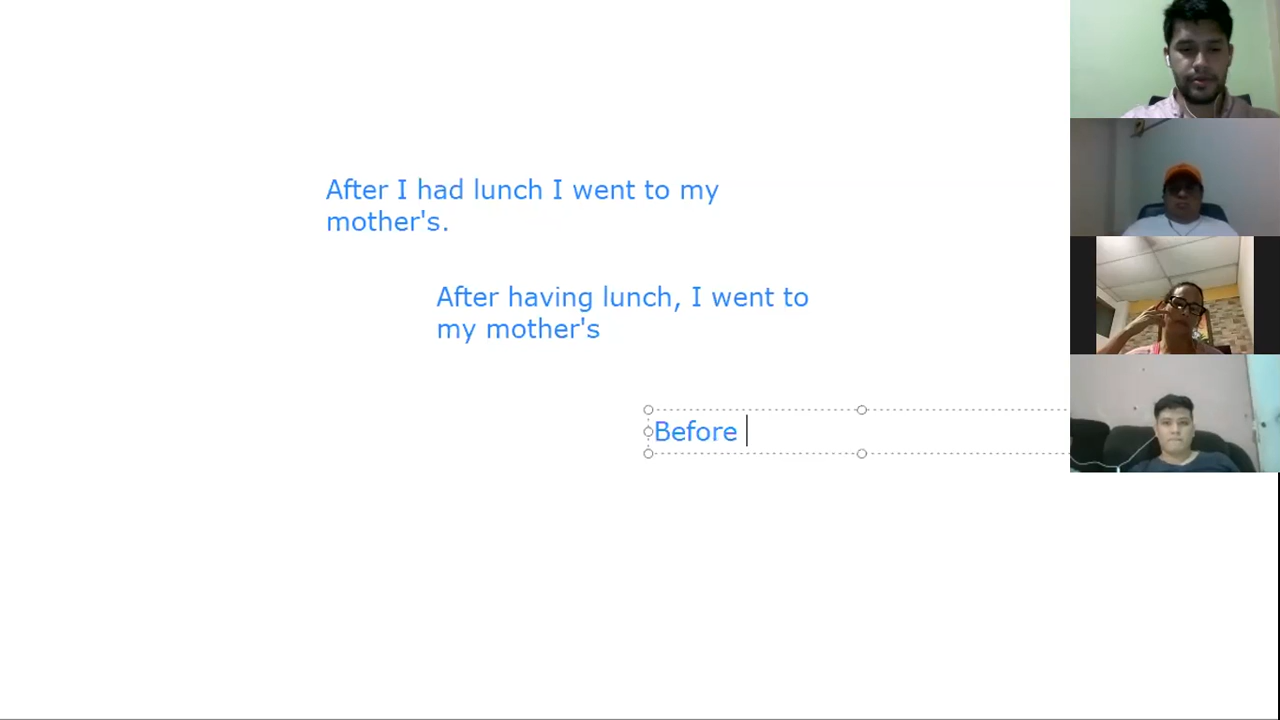 After I had lunch I went to my
mother's.
After having lunch, I went to
my mother's
Before